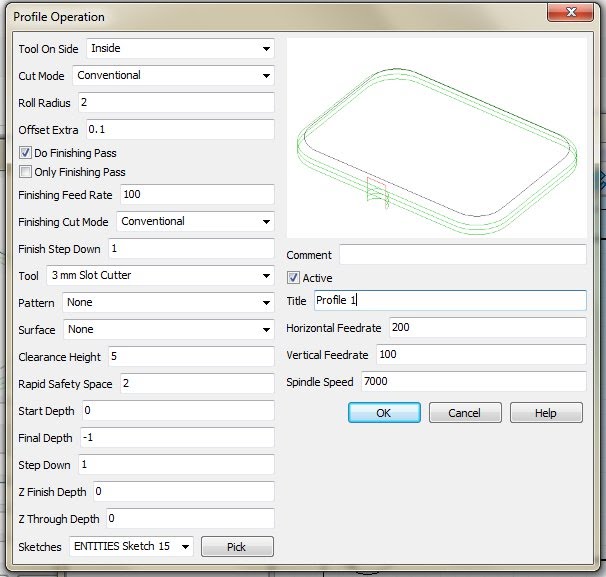 Profile Operation
Tool On Side Inside
Cut Mode Conventional
Roll Radius 2
Offset Extra 0.1
Do Finishing Pass
Only Finishing Pass
Finishing Feed Rate 100
Finishing Cut Mode Conventional
Finish Step Down 1
Tool 3 mm Slot Cutter
Pattern None
Surface None
Clearance Height 5
Rapid Safety Space 2
Start Depth 0
Final Depth -1
Step Down 1
Z Finish Depth 0
Z Through Depth 0
Sketches ENTITIES Sketch 15 Pick
Comment
Active
Title Profile 1
Horizontal Feedrate 200
Vertical Feedrate 100
Spindle Speed 7000
OK Cancel Help